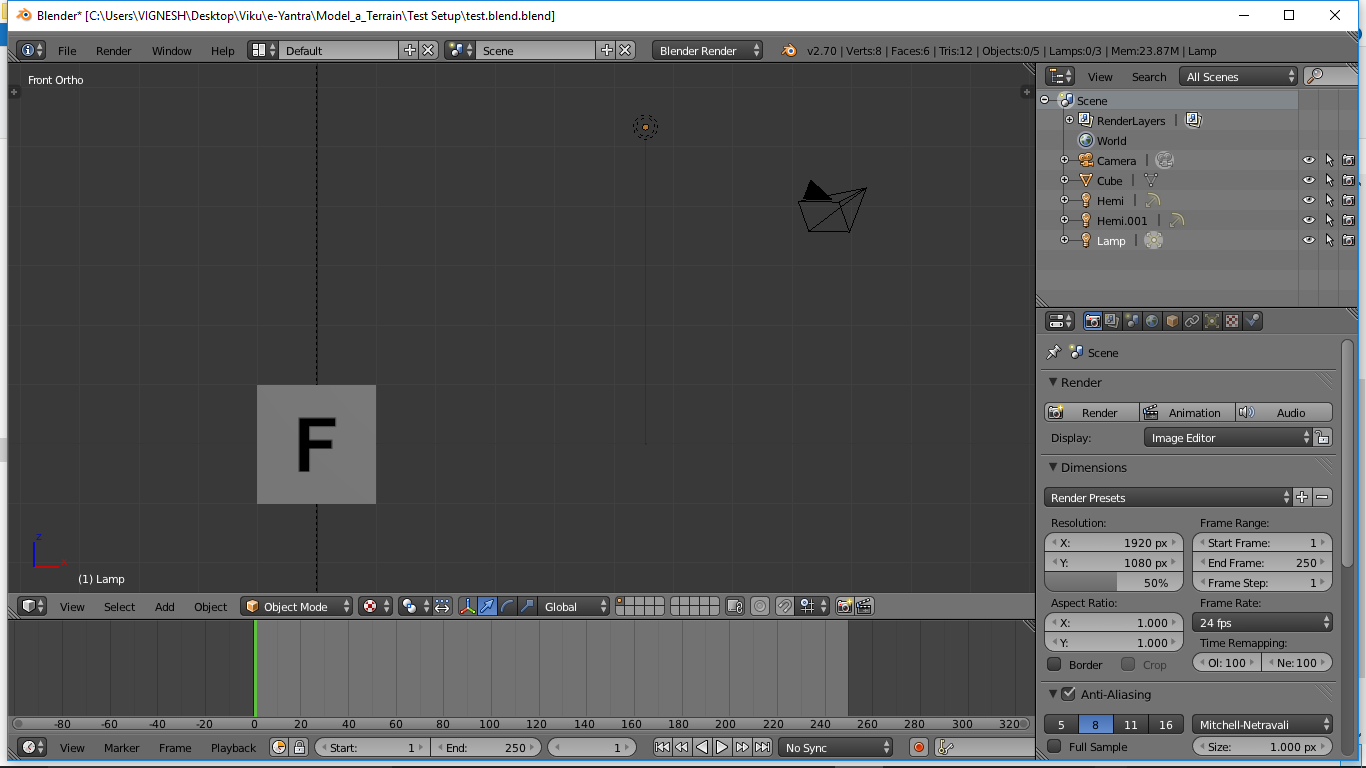 Blender* [C:\Users\VIGNESH\Desktop\Viku\e-Yantra\Model_a_Terrain\Test Setup\test.blend.blend]
File Render Window Help Default Scene Blender Render v2.70 | Verts:8 | Faces:6 | Tris:12 | Objects:0/5 | Lamps:0/3 | Mem:23.87M | Lamp
Front Ortho
View Search All Scenes
Scene
RenderLayers |
World
Camera |
Cube |
Hemi |
Hemi.001 |
Lamp |
F
z
x
(1) Lamp
View Select Add Object Object Mode Global
Scene
Render
Render Animation Audio
Display: Image Editor
Dimensions
Render Presets
Resolution: Frame Range:
X: 1920 px Start Frame: 1
Y: 1080 px End Frame: 250
50% Frame Step: 1
Aspect Ratio: Frame Rate:
X: 1.000 24 fps
Y: 1.000 Time Remapping:
Border Crop Ol: 100 Ne: 100
Anti-Aliasing
5 8 11 16 Mitchell-Netravali
Full Sample Size: 1.000 px
-80 -60 -40 -20 0 20 40 60 80 100 120 140 160 180 200 220 240 260 280 300 320
View Marker Frame Playback Start: 1 End: 250 1 No Sync